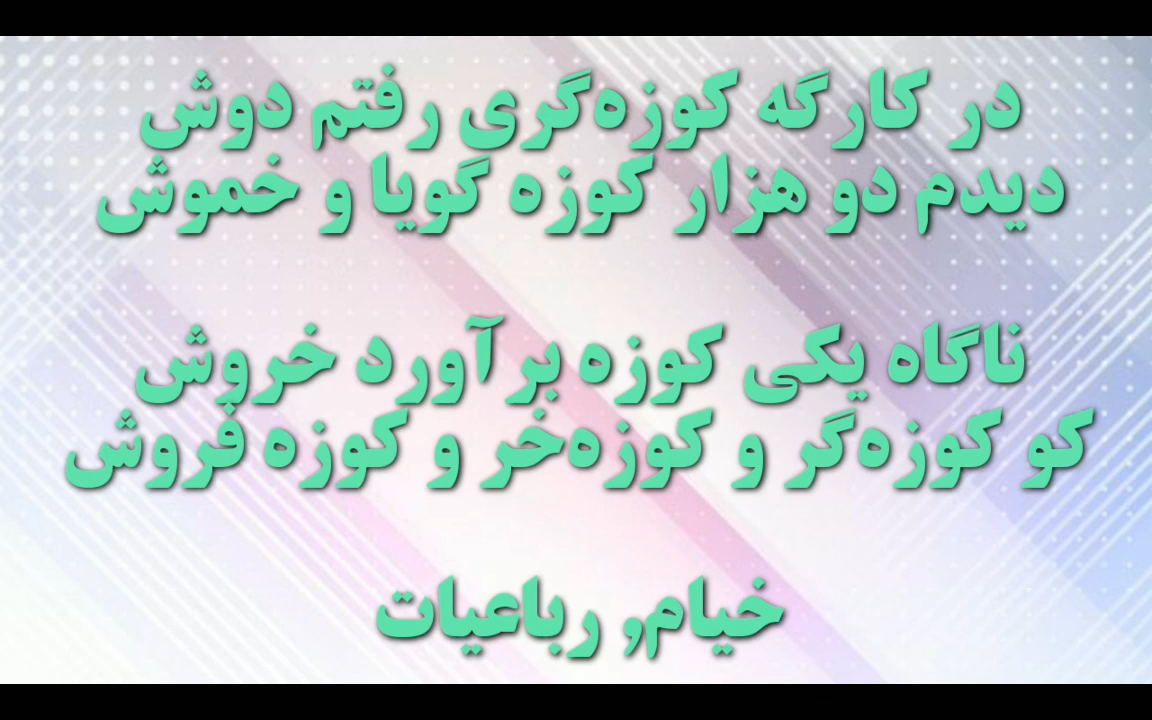 در کارگه کوزه‌گری رفتم دوش
دیدم دو هزار کوزه گویا و خموش
ناگاه یکی کوزه برآورد خروش
کو کوزه‌گر و کوزه‌خر و کوزه فروش
خیام, رباعیات